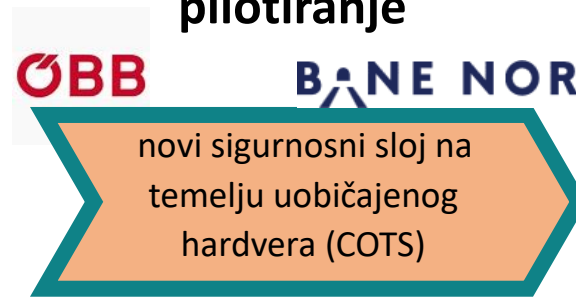 pilotiranje
ÖBB BANE NOR
novi sigurnosni sloj na
temelju uobičajenog
hardvera (COTS)